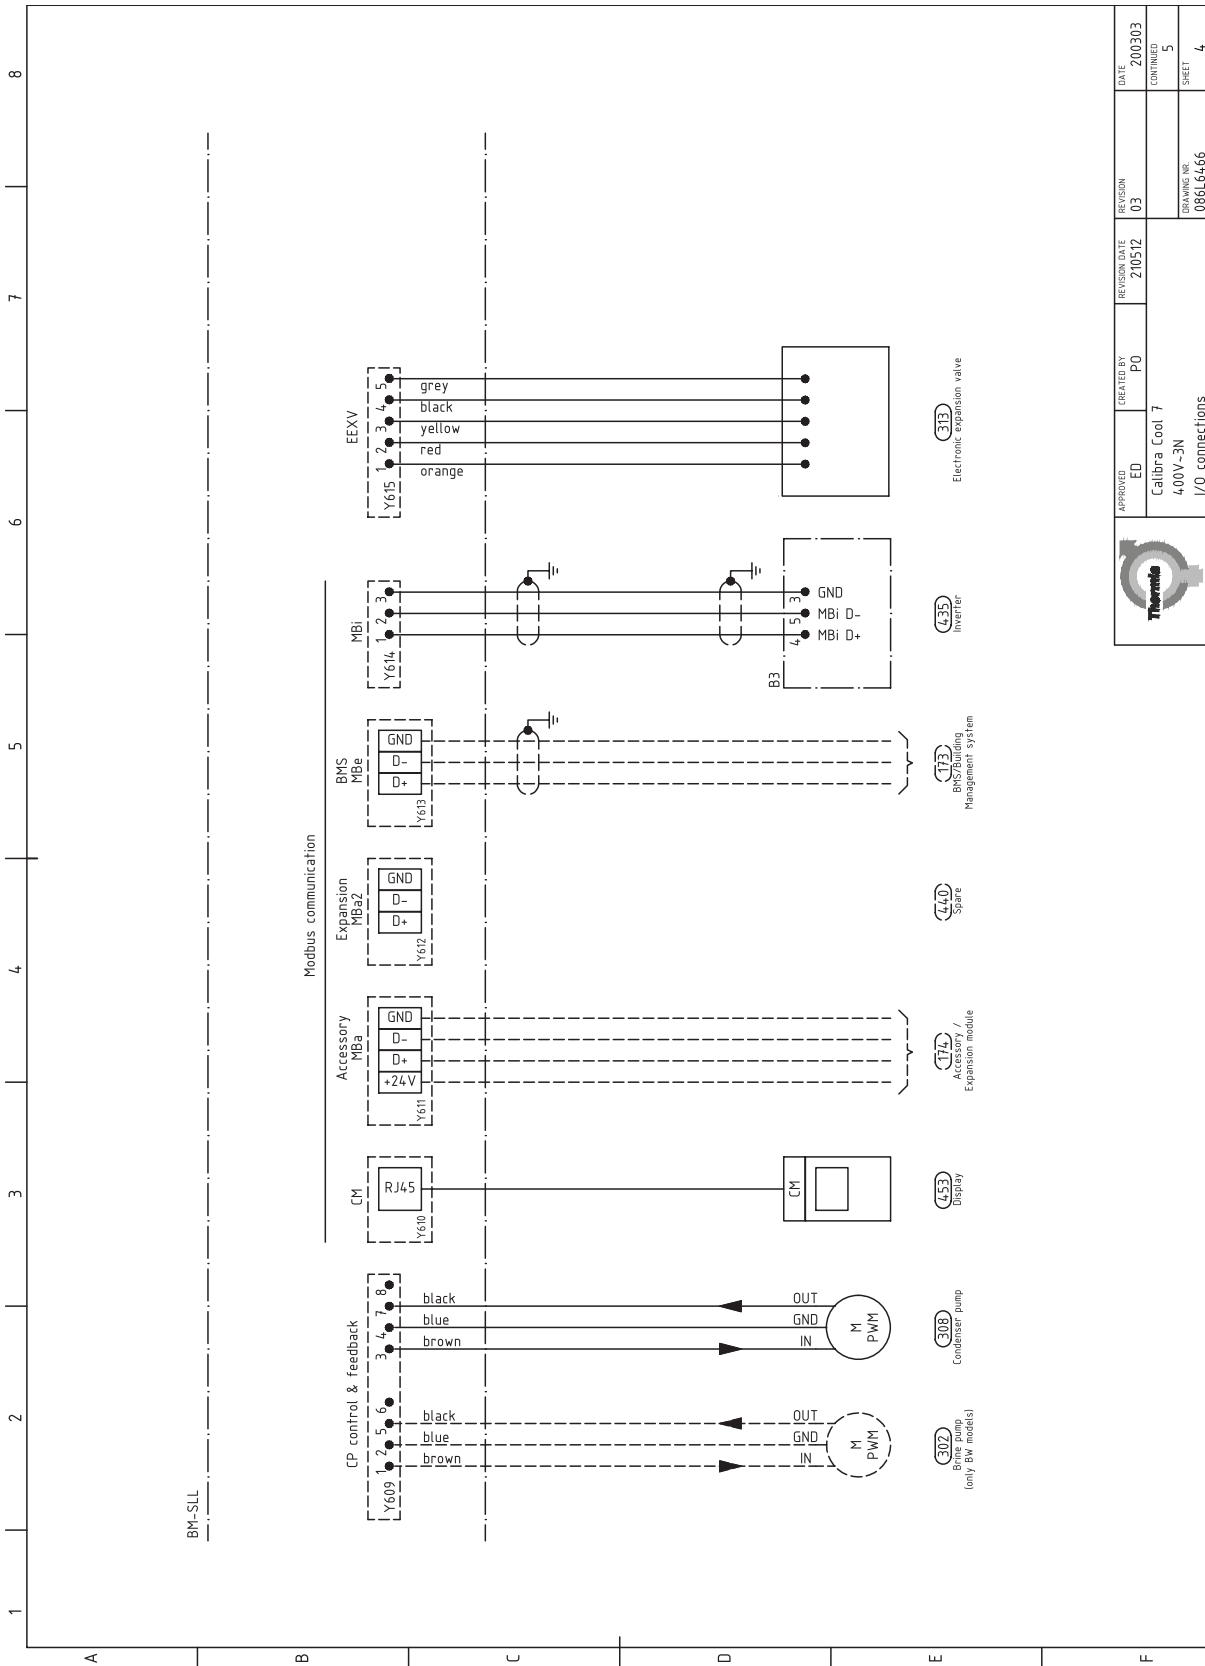 1 2 3 4 5 6 7 8
A
B
C
D
E
F
BM-SLL
Modbus communication
CP control & feedback
Y609 1 2 5 6 3 4 7 8
brown
blue
black
brown
blue
black
IN
GND
OUT
M
PWM
IN
GND
OUT
M
PWM
302
Brine pump
(only BW models)
308
Condenser pump
CM
RJ45
Y610
CM
453
Display
Accessory
MBa
+24V
D+
D-
GND
Y611
174
Accessory /
Expansion module
Expansion
MBa2
D+
D-
GND
Y612
440
Spare
BMS
MBe
D+
D-
GND
Y613
173
BMS/Building
Management system
MBi
Y614 1 2 3
B3
4 5 3
MBi D+
MBi D-
GND
435
Inverter
EEXV
Y615 1 2 3 4 5
orange
red
yellow
black
grey
313
Electronic expansion valve
Thermia
APPROVED
ED
CREATED BY
PO
REVISION DATE
210512
REVISION
03
DATE
200303
Calibra Cool 7
400V~3N
I/O connections
CONTINUED
5
DRAWING NR.
086L6466
SHEET
4